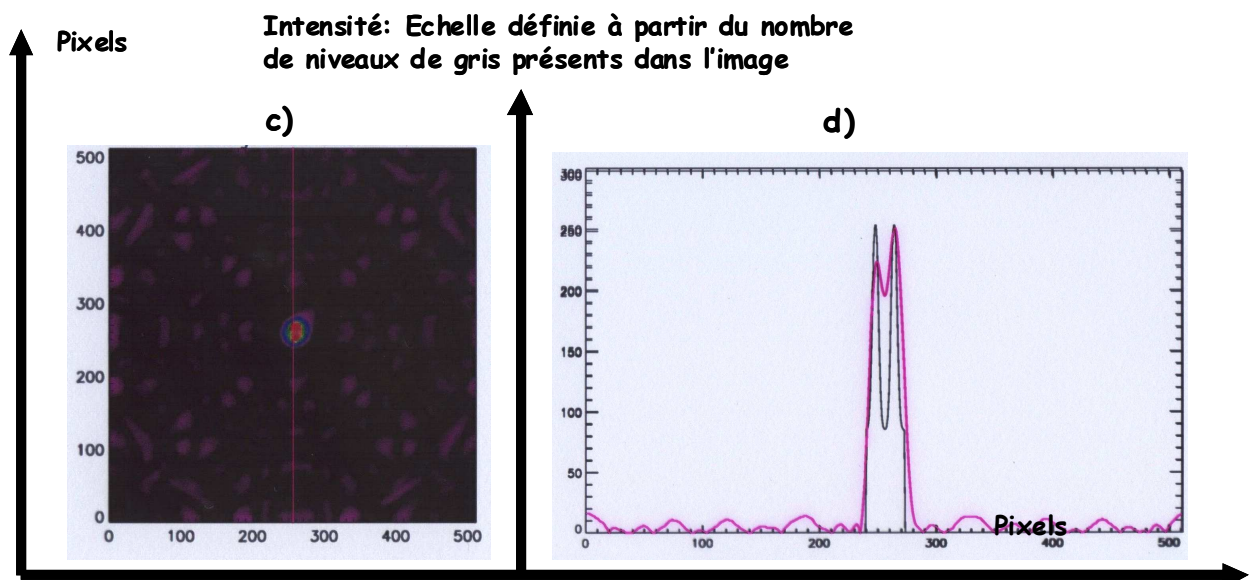 Pixels
Intensité: Echelle définie à partir du nombre
de niveaux de gris présents dans l'image
c)
d)
500
400
300
200
100
0
0 100 200 300 400 500
300
250
200
150
100
50
0
0 100 200 300 400 500
Pixels